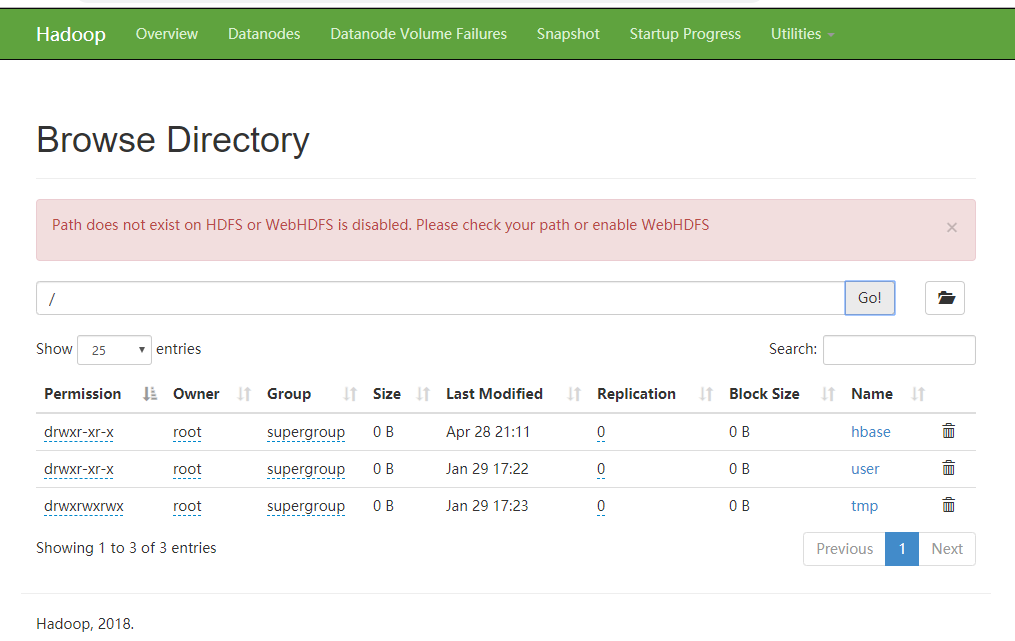 Hadoop Overview Datanodes Datanode Volume Failures Snapshot Startup Progress Utilities
Browse Directory
Path does not exist on HDFS or WebHDFS is disabled. Please check your path or enable WebHDFS ×
/ Go!
Show 25 entries Search:
Permission Owner Group Size Last Modified Replication Block Size Name
drwxr-xr-x root supergroup 0 B Apr 28 21:11 0 0 B hbase
drwxr-xr-x root supergroup 0 B Jan 29 17:22 0 0 B user
drwxrwxrwx root supergroup 0 B Jan 29 17:23 0 0 B tmp
Showing 1 to 3 of 3 entries Previous 1 Next
Hadoop, 2018.